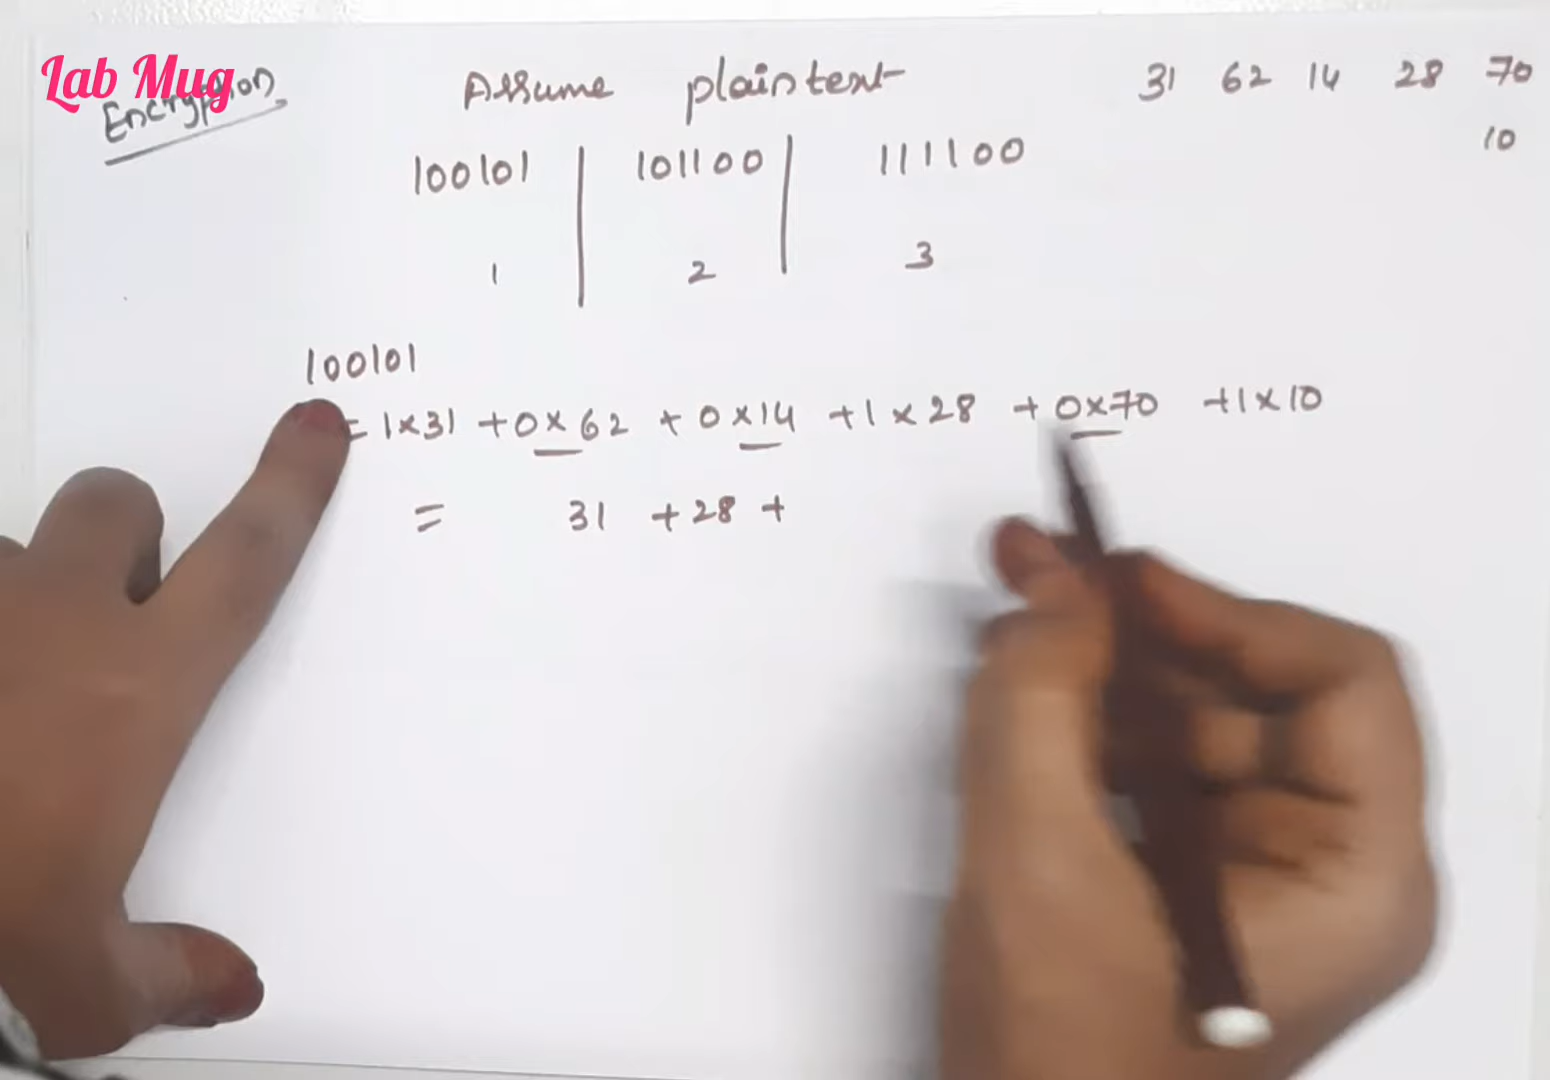 Lab Mug
Encryption
Assume plaintext
31 62 14 28 70
10
100101 | 101100 | 111100
1 2 3
100101
= 1×31 + 0×62 + 0×14 + 1×28 + 0×70 + 1×10
= 31 + 28 +